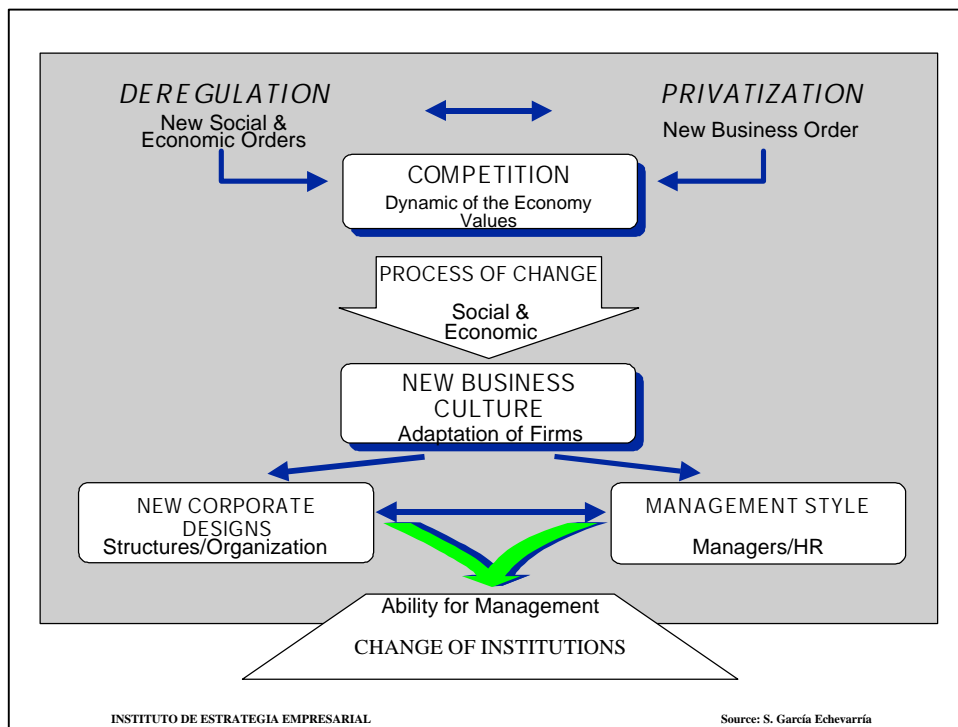 DEREGULATION
New Social &
Economic Orders
PRIVATIZATION
New Business Order
COMPETITION
Dynamic of the Economy
Values
PROCESS OF CHANGE
Social &
Economic
NEW BUSINESS
CULTURE
Adaptation of Firms
NEW CORPORATE
DESIGNS
Structures/Organization
MANAGEMENT STYLE
Managers/HR
Ability for Management
CHANGE OF INSTITUTIONS
INSTITUTO DE ESTRATEGIA EMPRESARIAL
Source: S. García Echevarría